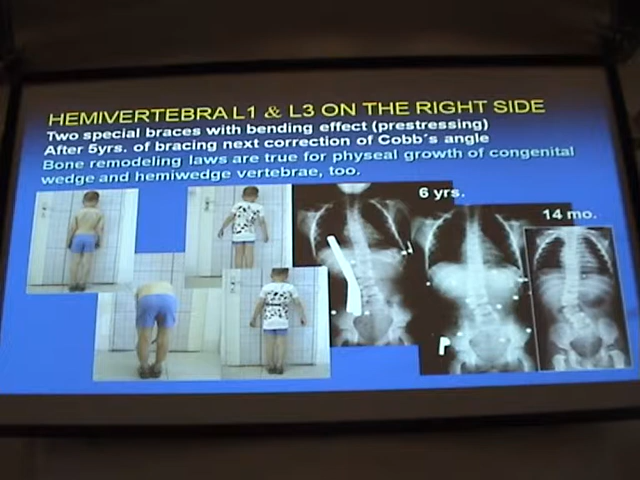 HEMIVERTEBRA L1 & L3 ON THE RIGHT SIDE
Two special braces with bending effect (prestressing)
After 5yrs. of bracing next correction of Cobb´s angle
Bone remodeling laws are true for physeal growth of congenital
wedge and hemiwedge vertebrae, too.
6 yrs.
14 mo.